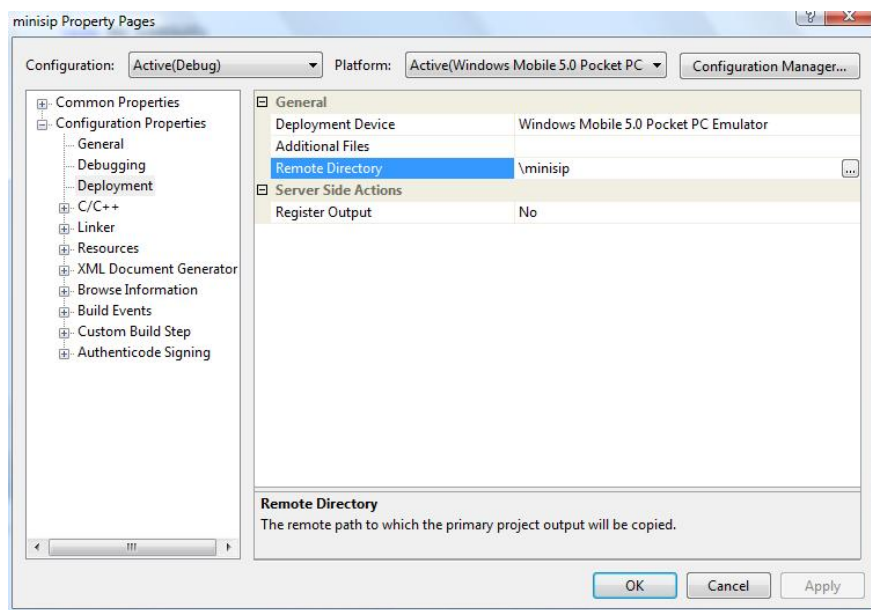 minisip Property Pages
Configuration: Active(Debug) Platform: Active(Windows Mobile 5.0 Pocket PC Configuration Manager...
Common Properties
Configuration Properties
General
Debugging
Deployment
C/C++
Linker
Resources
XML Document Generator
Browse Information
Build Events
Custom Build Step
Authenticode Signing
General
Deployment Device Windows Mobile 5.0 Pocket PC Emulator
Additional Files
Remote Directory \minisip ...
Server Side Actions
Register Output No
Remote Directory
The remote path to which the primary project output will be copied.
OK Cancel Apply